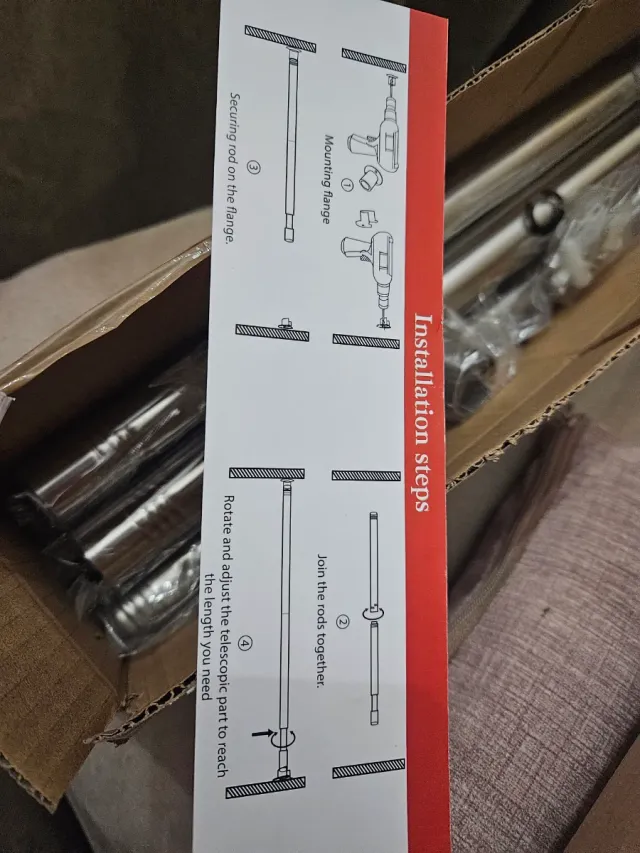 Installation steps
①
Mounting flange
②
Join the rods together.
③
Securing rod on the flange.
④
Rotate and adjust the telescopic part to reach
the length you need